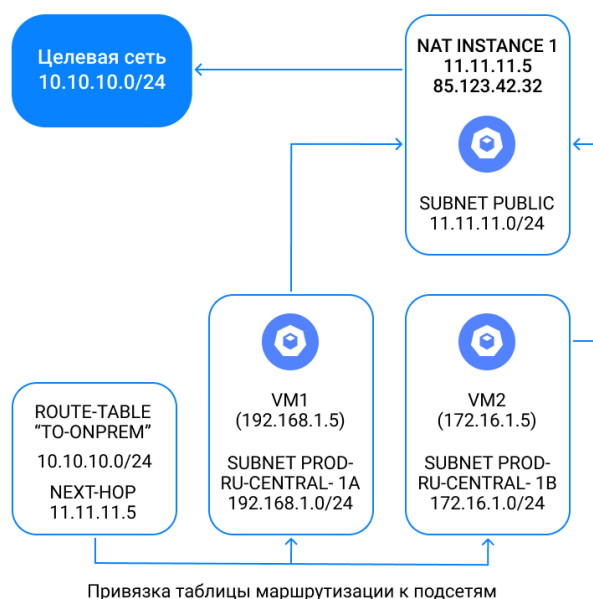 Целевая сеть
10.10.10.0/24
NAT INSTANCE 1
11.11.11.5
85.123.42.32
SUBNET PUBLIC
11.11.11.0/24
ROUTE-TABLE
“TO-ONPREM”
10.10.10.0/24
NEXT-HOP
11.11.11.5
VM1
(192.168.1.5)
SUBNET PROD-
RU-CENTRAL- 1A
192.168.1.0/24
VM2
(172.16.1.5)
SUBNET PROD-
RU-CENTRAL- 1B
172.16.1.0/24
Привязка таблицы маршрутизации к подсетям